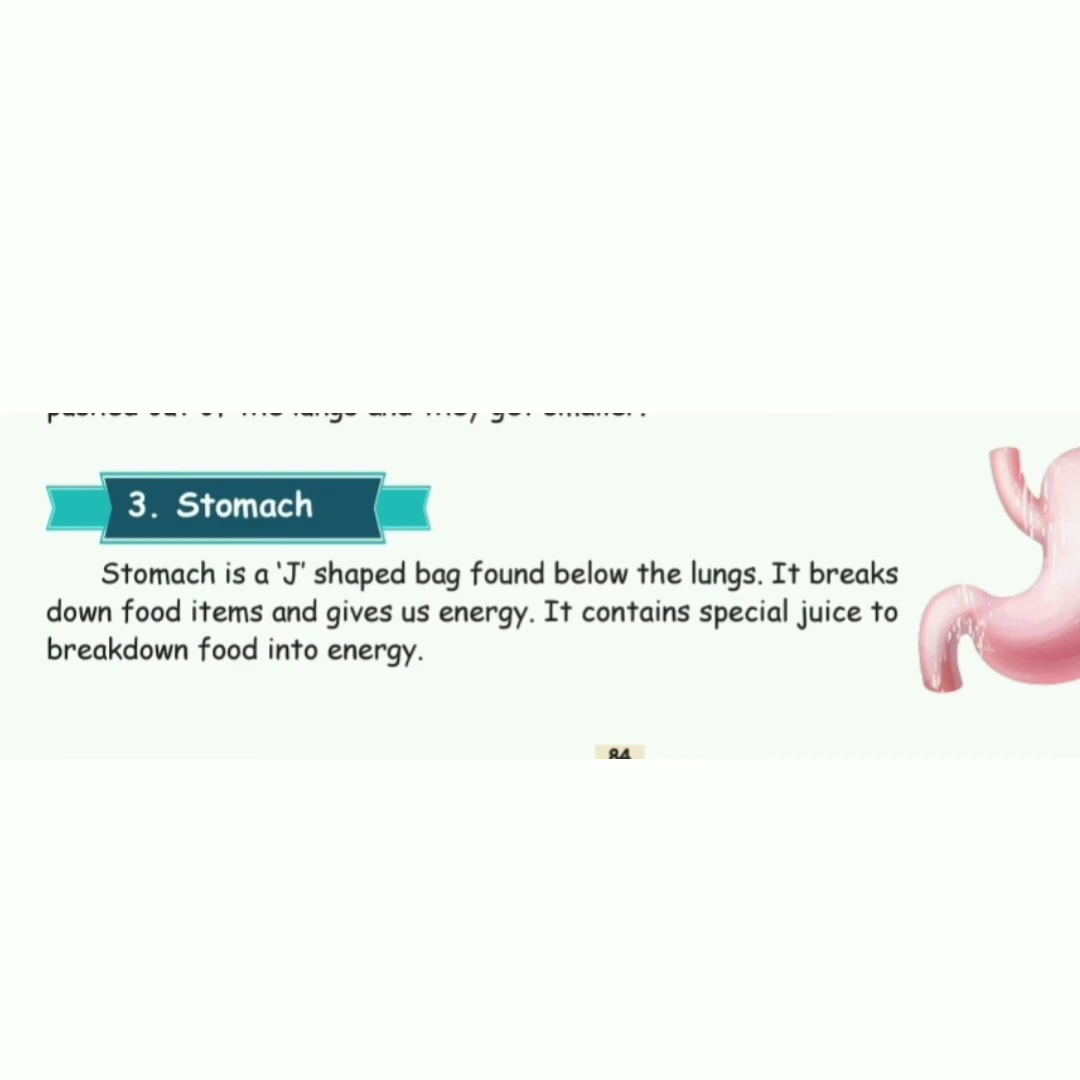 3. Stomach
Stomach is a 'J' shaped bag found below the lungs. It breaks
down food items and gives us energy. It contains special juice to
breakdown food into energy.
84